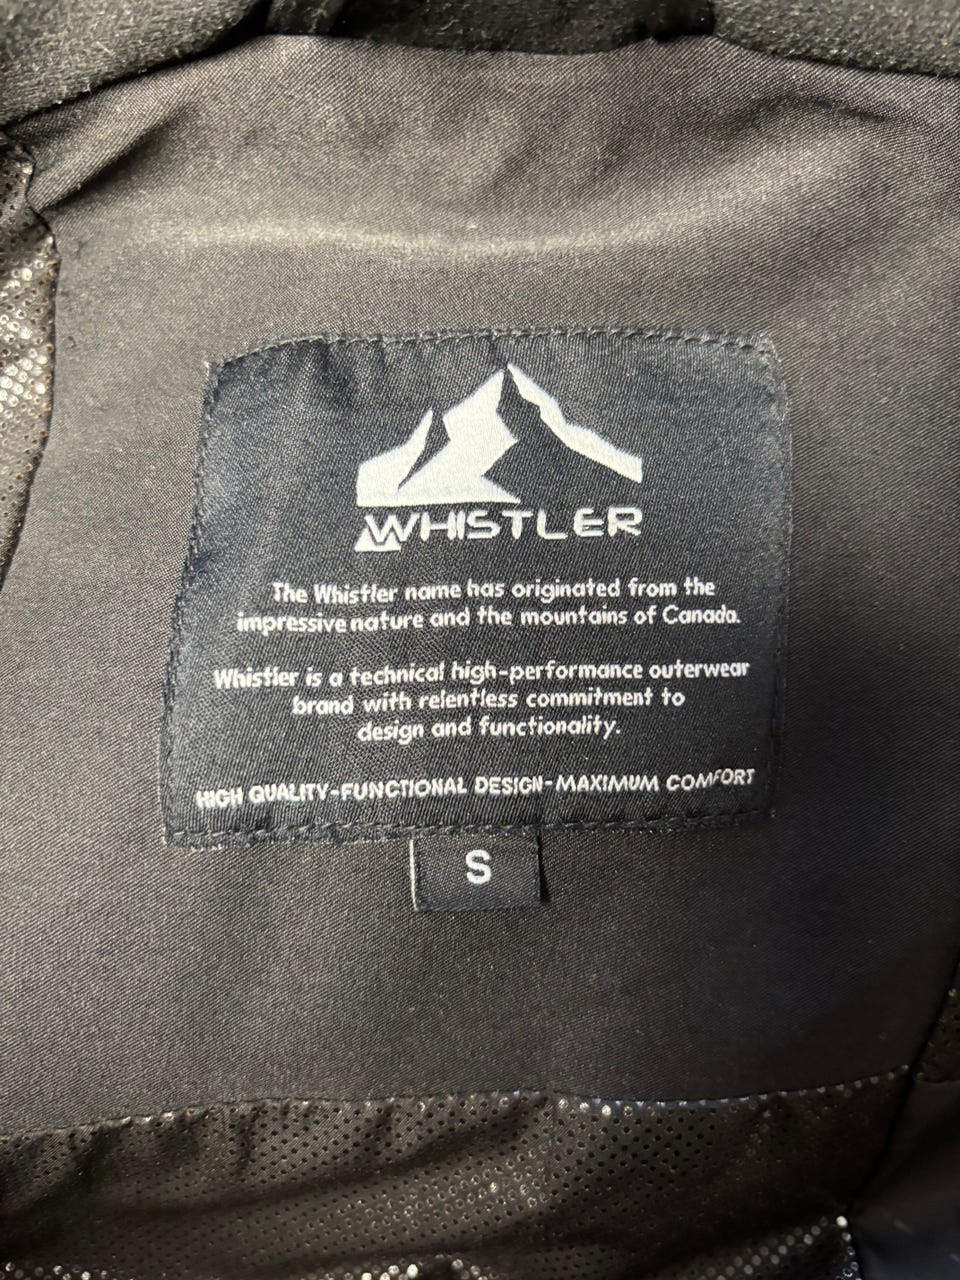 WHISTLER
The Whistler name has originated from the
impressive nature and the mountains of Canada.
Whistler is a technical high-performance outerwear
brand with relentless commitment to
design and functionality.
HIGH QUALITY-FUNCTIONAL DESIGN-MAXIMUM COMFORT
S